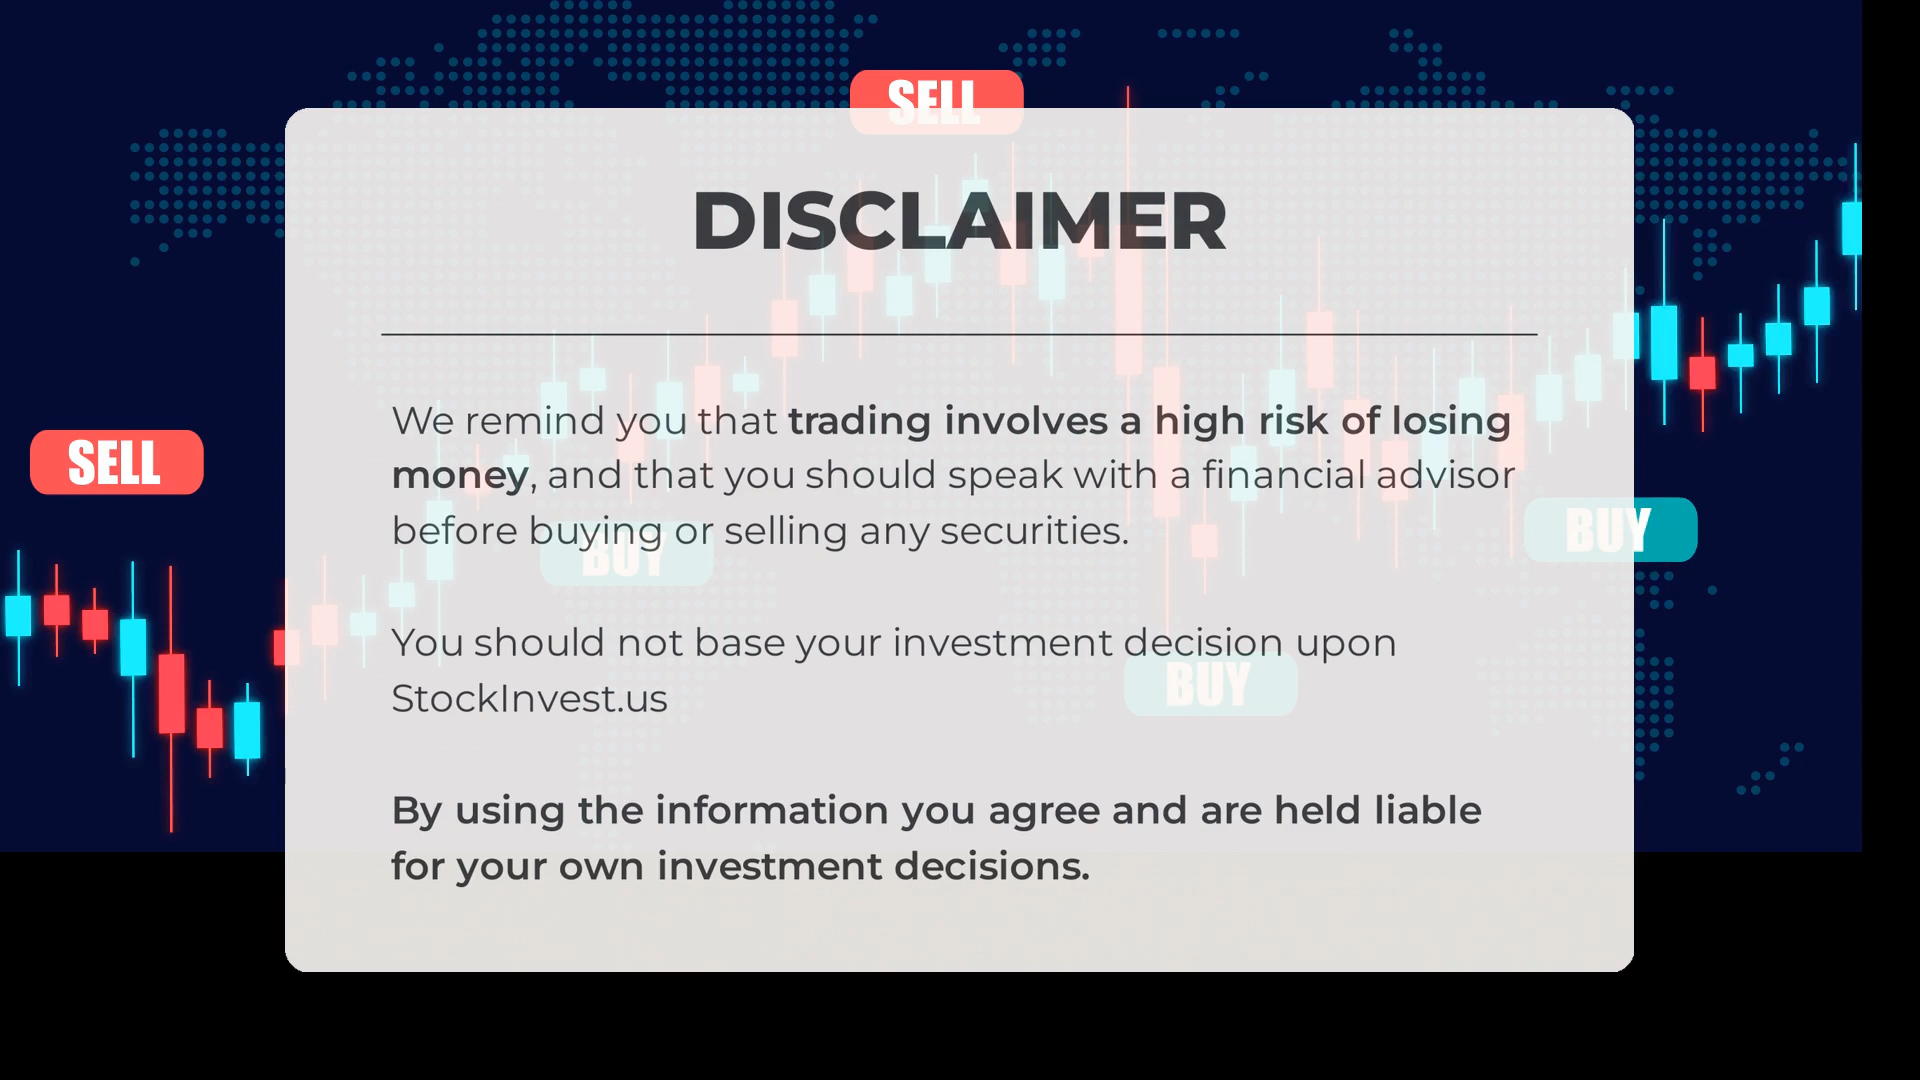 SELL
DISCLAIMER
We remind you that trading involves a high risk of losing
money, and that you should speak with a financial advisor
before buying or selling any securities.
SELL
BUY
BUY
You should not base your investment decision upon
StockInvest.us
BUY
By using the information you agree and are held liable
for your own investment decisions.